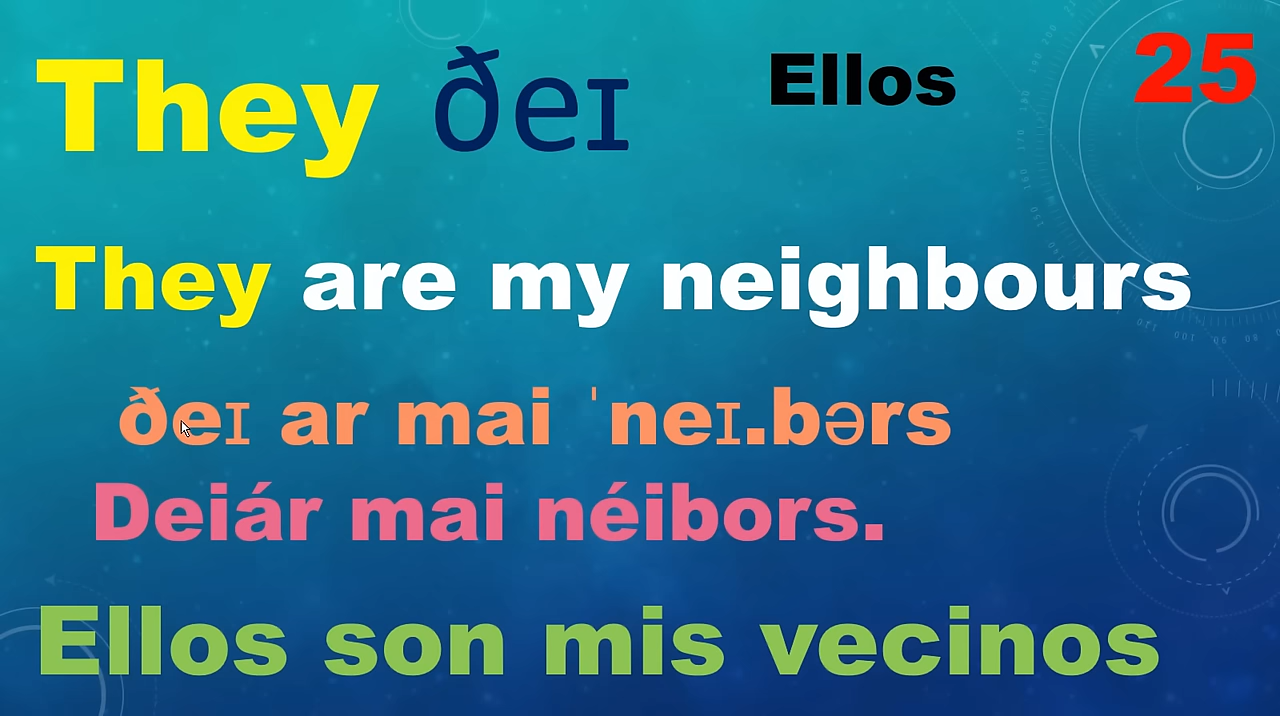 They ðeɪ Ellos 25
They are my neighbours
ðeɪ ar mai ˈneɪ.bərs
Deiár mai néibors.
Ellos son mis vecinos